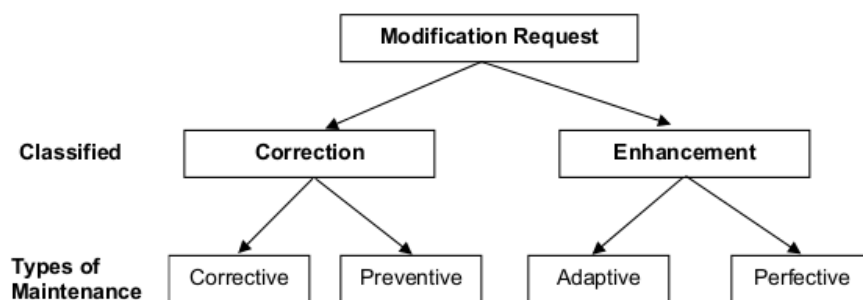 Modification Request
Classified
Correction
Enhancement
Types of
Maintenance
Corrective
Preventive
Adaptive
Perfective